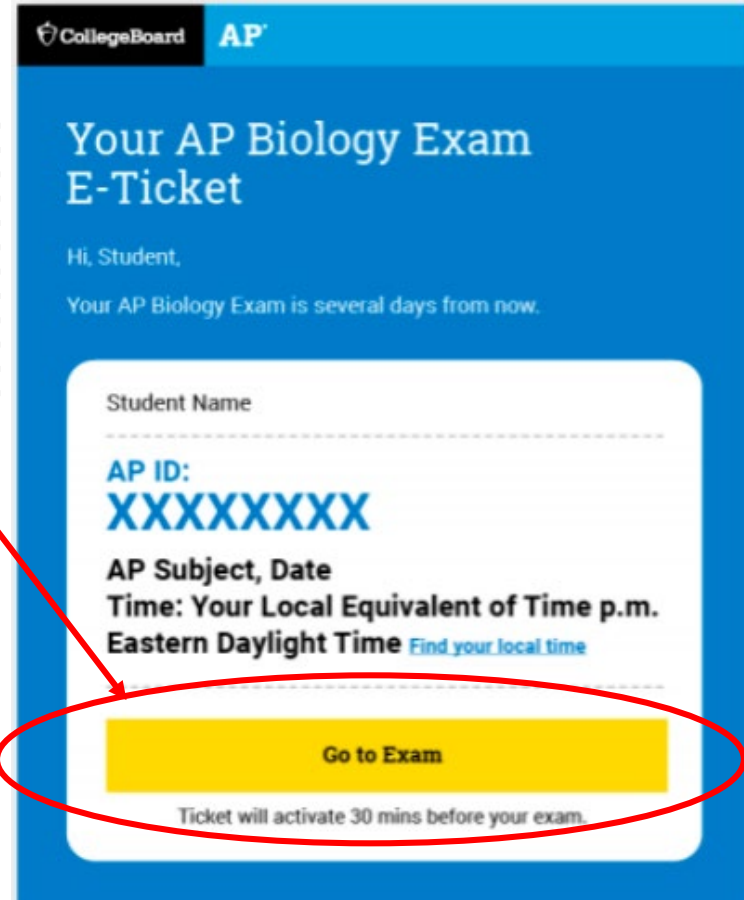 CollegeBoard AP
Your AP Biology Exam
E-Ticket
Hi, Student,
Your AP Biology Exam is several days from now.
Student Name
AP ID:
XXXXXXXX
AP Subject, Date
Time: Your Local Equivalent of Time p.m.
Eastern Daylight Time Find your local time
Go to Exam
Ticket will activate 30 mins before your exam.